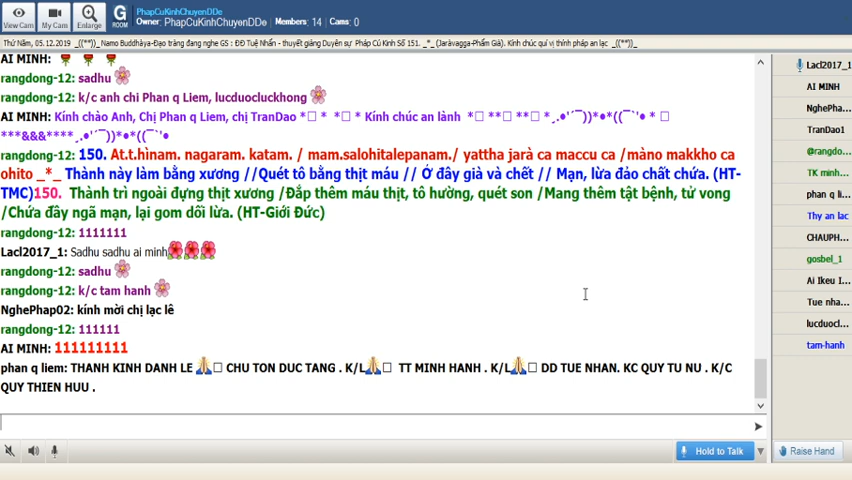 View Cam
My Cam
Enlarge
G
ROOM
PhapCuKinhChuyenDDe
Owner: PhapCuKinhChuyenDDe Members: 14 Cams: 0
Thứ Năm, 05.12.2019 _((**))_ Namo Buddhàya-Đạo tràng đang nghe GS : ĐĐ Tuệ Nhẫn - thuyết giảng Duyên sự Pháp Cú Kinh Số 151. _*_ (Jaràvagga-Phẩm Già). Kính chúc quí vị thính pháp an lạc _((**))_
AI MINH:
rangdong-12: sadhu
rangdong-12: k/c anh chi Phan q Liem, lucduocluckhong
AI MINH: Kính chào Anh, Chị Phan q Liem, chị TranDao
Kính chúc an lành
rangdong-12: 150. At.t.hìnam. nagaram. katam. / mam.salohitalepanam./ yattha jarà ca maccu ca /màno makkho ca
ohito _*_ Thành này làm bằng xương //Quét tô bằng thịt máu // Ở đây già và chết // Mạn, lừa đảo chất chứa. (HT-
TMC)150. Thành trì ngoài đựng thịt xương /Đắp thêm máu thịt, tô hường, quét son /Mang thêm tật bệnh, tử vong
/Chứa đầy ngã mạn, lại gom dối lừa. (HT-Giới Đức)
rangdong-12: 1111111
Lacl2017_1: Sadhu sadhu ai minh
rangdong-12: sadhu
rangdong-12: k/c tam hanh
NghePhap02: kính mời chị lạc lê
rangdong-12: 111111
AI MINH: 111111111
phan q liem: THANH KINH DANH LE CHU TON DUC TANG . K/L TT MINH HANH . K/L DD TUE NHAN. KC QUY TU NU . K/C
QUY THIEN HUU .
Hold to Talk
Raise Hand
Lacl2017_1
AI MINH
NghePha...
TranDao1
@rangdo...
TK minh...
phan q li...
Thy an lac
CHAUPH...
gosbel_1
Ai Ikeu I...
Tue nha...
lucduocl...
tam-hanh